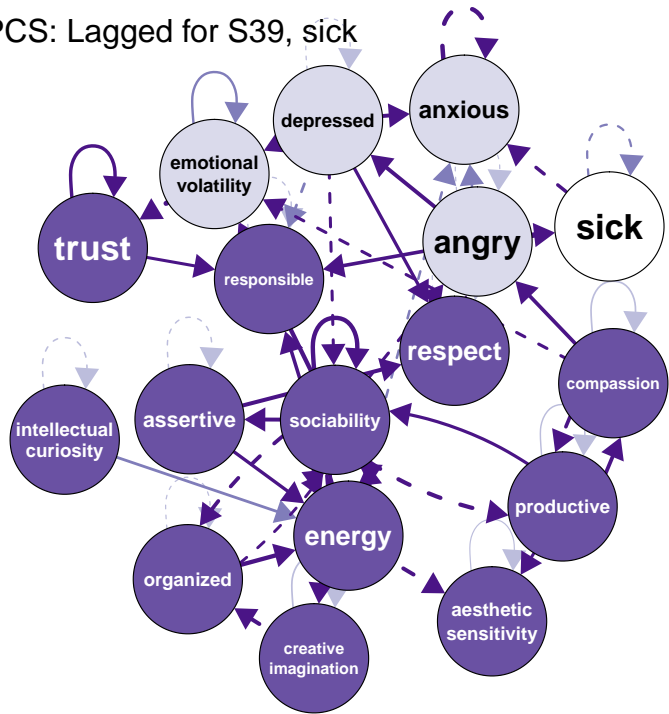 PCS: Lagged for S39, sick
depressed
anxious
emotional
volatility
sick
trust
angry
responsible
respect
compassion
assertive
sociability
intellectual
curiosity
productive
energy
organized
aesthetic
sensitivity
creative
imagination